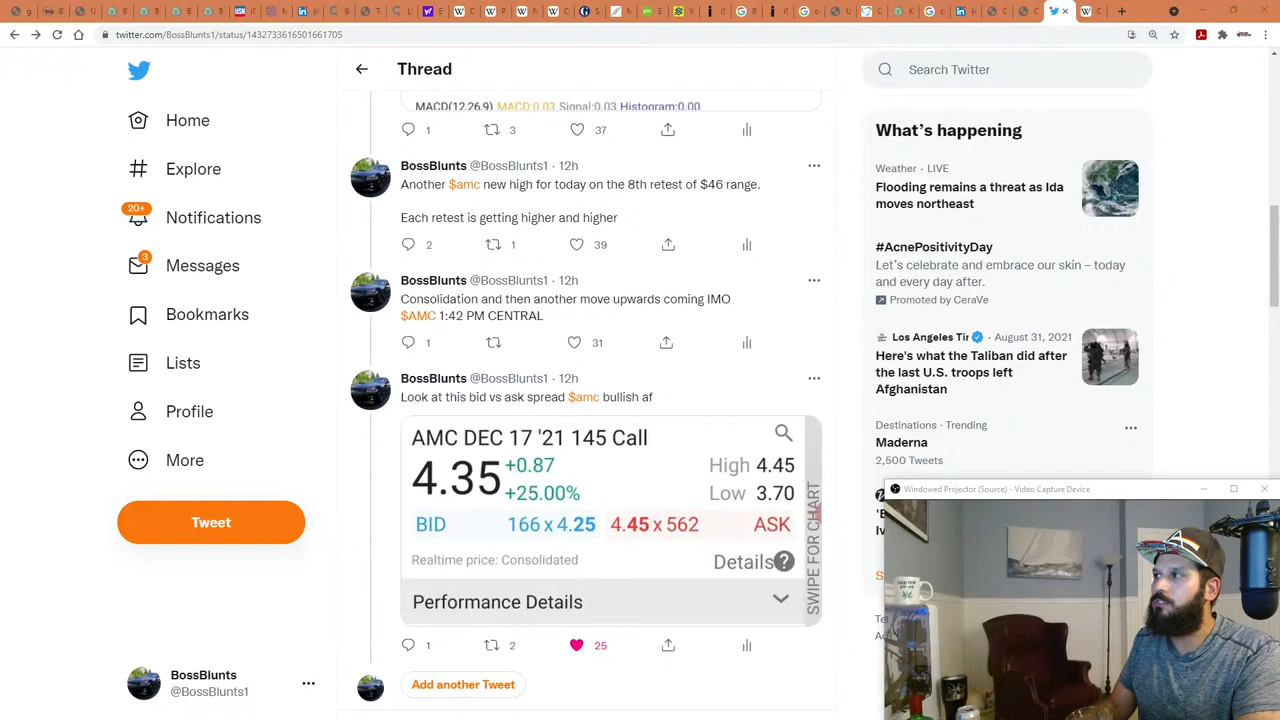 twitter.com/BossBlunts1/status/1432733616501661705
Home
Explore
20+
Notifications
3
Messages
Bookmarks
Lists
Profile
More
Tweet
BossBlunts
@BossBlunts1
Thread
MACD(12,26,9) MACD:0.03 Signal:0.03 Histogram:0.00
1 3 37
BossBlunts @BossBlunts1 · 12h
Another $amc new high for today on the 8th retest of $46 range.
Each retest is getting higher and higher
2 1 39
BossBlunts @BossBlunts1 · 12h
Consolidation and then another move upwards coming IMO
$AMC 1:42 PM CENTRAL
1 31
BossBlunts @BossBlunts1 · 12h
Look at this bid vs ask spread $amc bullish af
AMC DEC 17 '21 145 Call
4.35 +0.87 High 4.45
+25.00% Low 3.70
BID 166 x 4.25 4.45 x 562 ASK
Realtime price: Consolidated Details ?
Performance Details
SWIPE FOR CHART
1 2 25
Add another Tweet
Search Twitter
What's happening
Weather · LIVE
Flooding remains a threat as Ida
moves northeast
#AcnePositivityDay
Let's celebrate and embrace our skin – today
and every day after.
Promoted by CeraVe
Los Angeles Tir · August 31, 2021
Here's what the Taliban did after
the last U.S. troops left
Afghanistan
Destinations · Trending
Maderna
2,500 Tweets
Windowed Projector (Source) - Video Capture Device